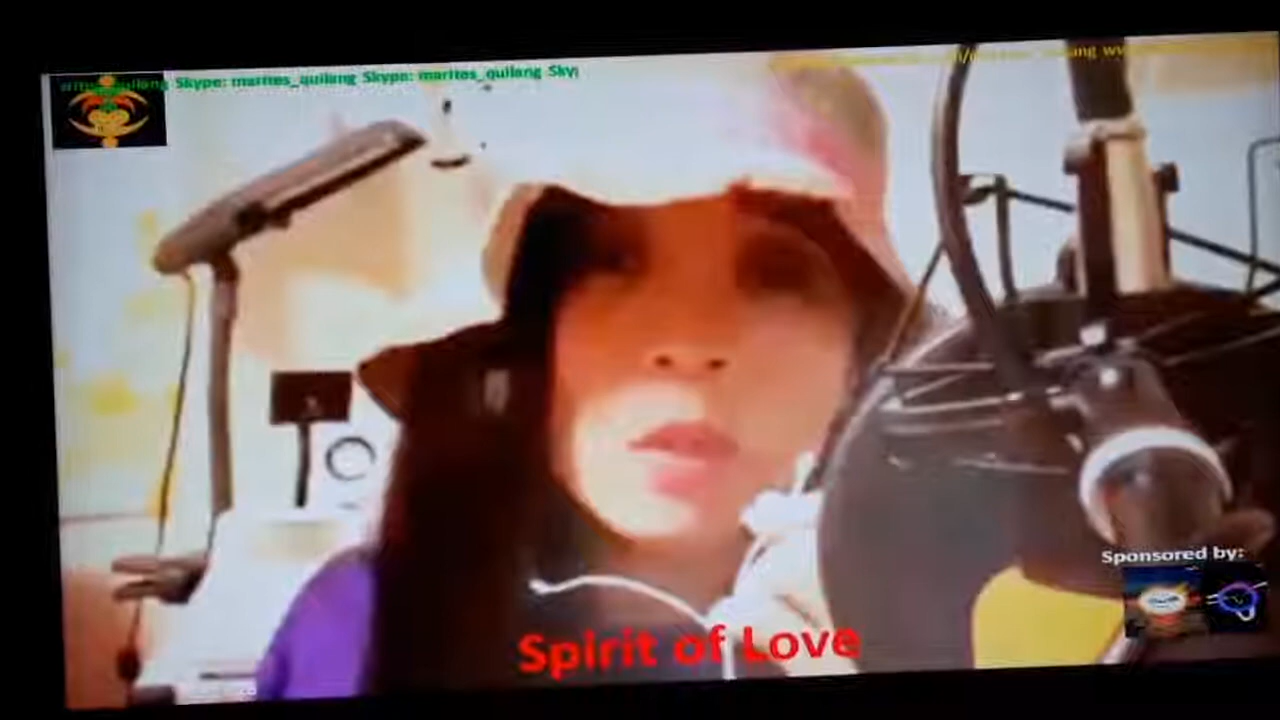 Skype: marites_quilang Skype: marites_quilang Sky
Sponsored by:
Spirit of Love